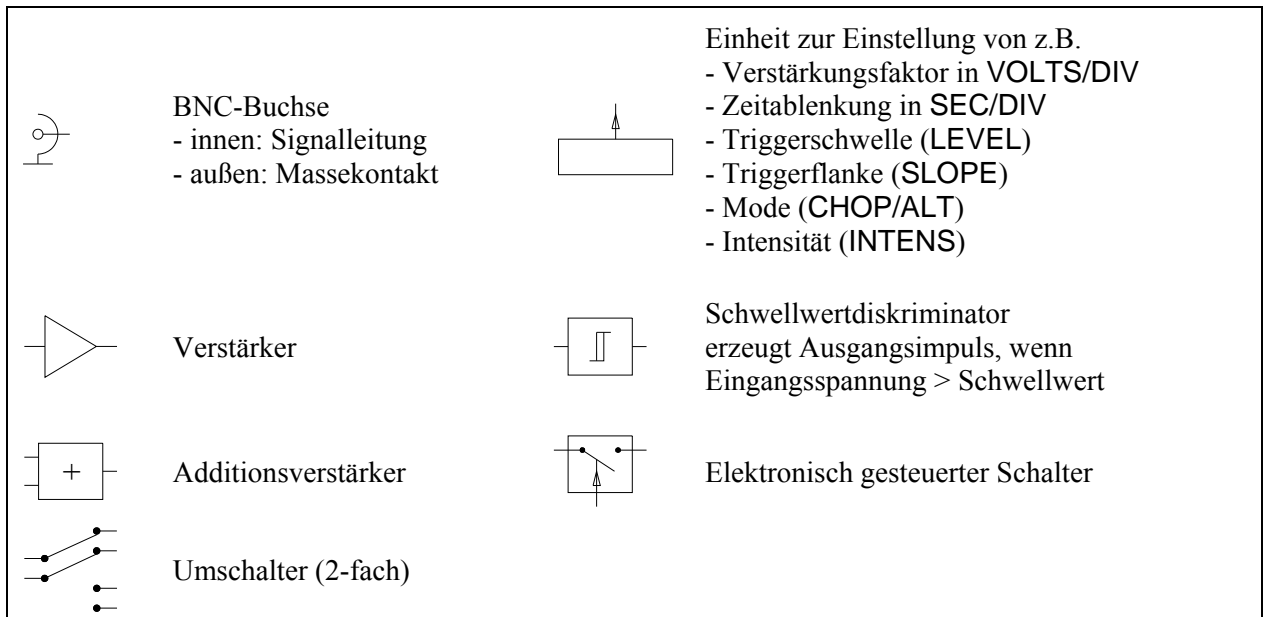 BNC-Buchse
- innen: Signalleitung
- außen: Massekontakt
Einheit zur Einstellung von z.B.
- Verstärkungsfaktor in VOLTS/DIV
- Zeitablenkung in SEC/DIV
- Triggerschwelle (LEVEL)
- Triggerflanke (SLOPE)
- Mode (CHOP/ALT)
- Intensität (INTENS)
Verstärker
Schwellwertdiskriminator
erzeugt Ausgangsimpuls, wenn
Eingangsspannung > Schwellwert
+
Additionsverstärker
Elektronisch gesteuerter Schalter
Umschalter (2-fach)